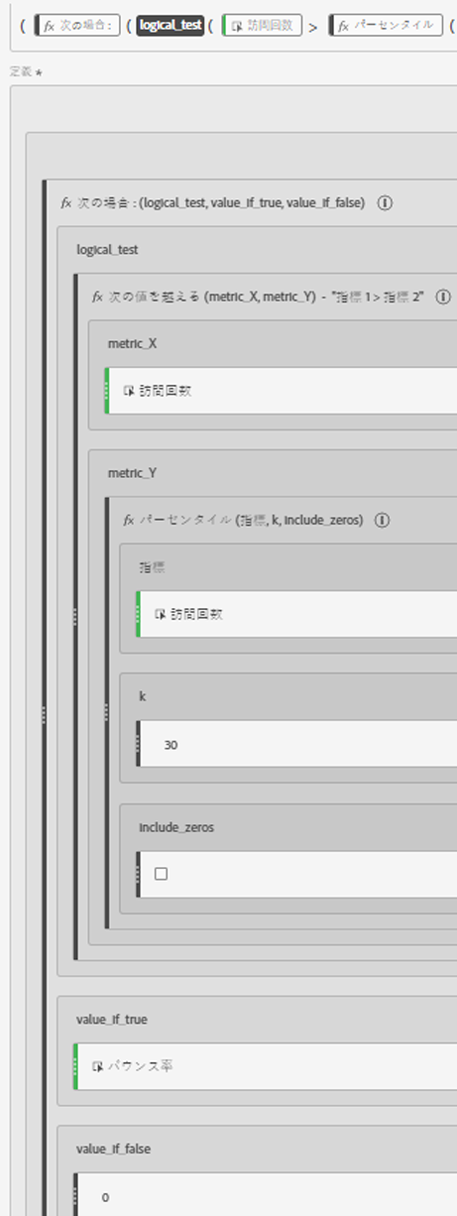 ( fx 次の場合: ( logical_test ( 訪問回数 > fx パーセンタイル (
定義 *
fx 次の場合 : (logical_test, value_if_true, value_if_false)
logical_test
fx 次の値を越える (metric_X, metric_Y) - "指標 1 > 指標 2"
metric_X
訪問回数
metric_Y
fx パーセンタイル (指標, k, include_zeros)
指標
訪問回数
k
30
include_zeros
value_if_true
バウンス率
value_if_false
0